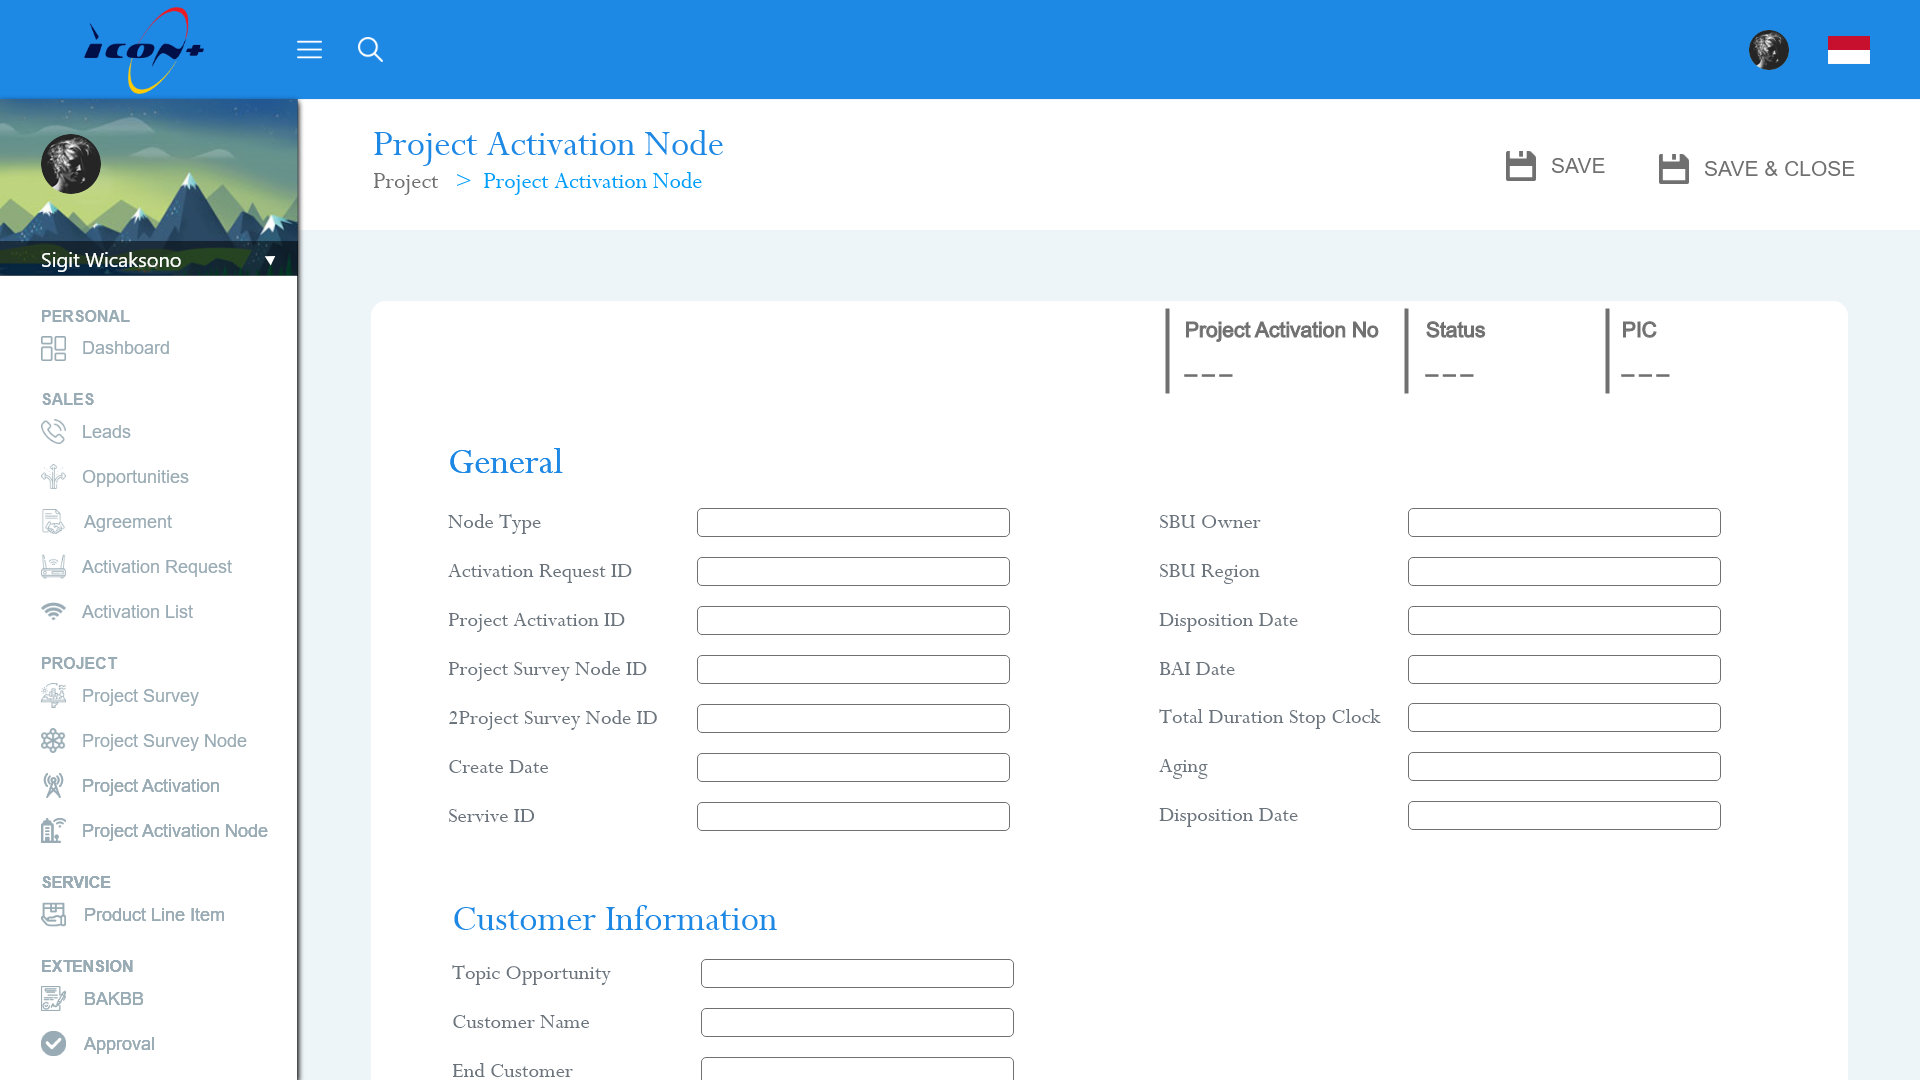 icon+
Sigit Wicaksono ▼
PERSONAL
Dashboard
SALES
Leads
Opportunities
Agreement
Activation Request
Activation List
PROJECT
Project Survey
Project Survey Node
Project Activation
Project Activation Node
SERVICE
Product Line Item
EXTENSION
BAKBB
Approval
Project Activation Node
Project > Project Activation Node
SAVE
SAVE & CLOSE
Project Activation No
---
Status
---
PIC
---
General
Node Type
Activation Request ID
Project Activation ID
Project Survey Node ID
2Project Survey Node ID
Create Date
Servive ID
SBU Owner
SBU Region
Disposition Date
BAI Date
Total Duration Stop Clock
Aging
Disposition Date
Customer Information
Topic Opportunity
Customer Name
End Customer